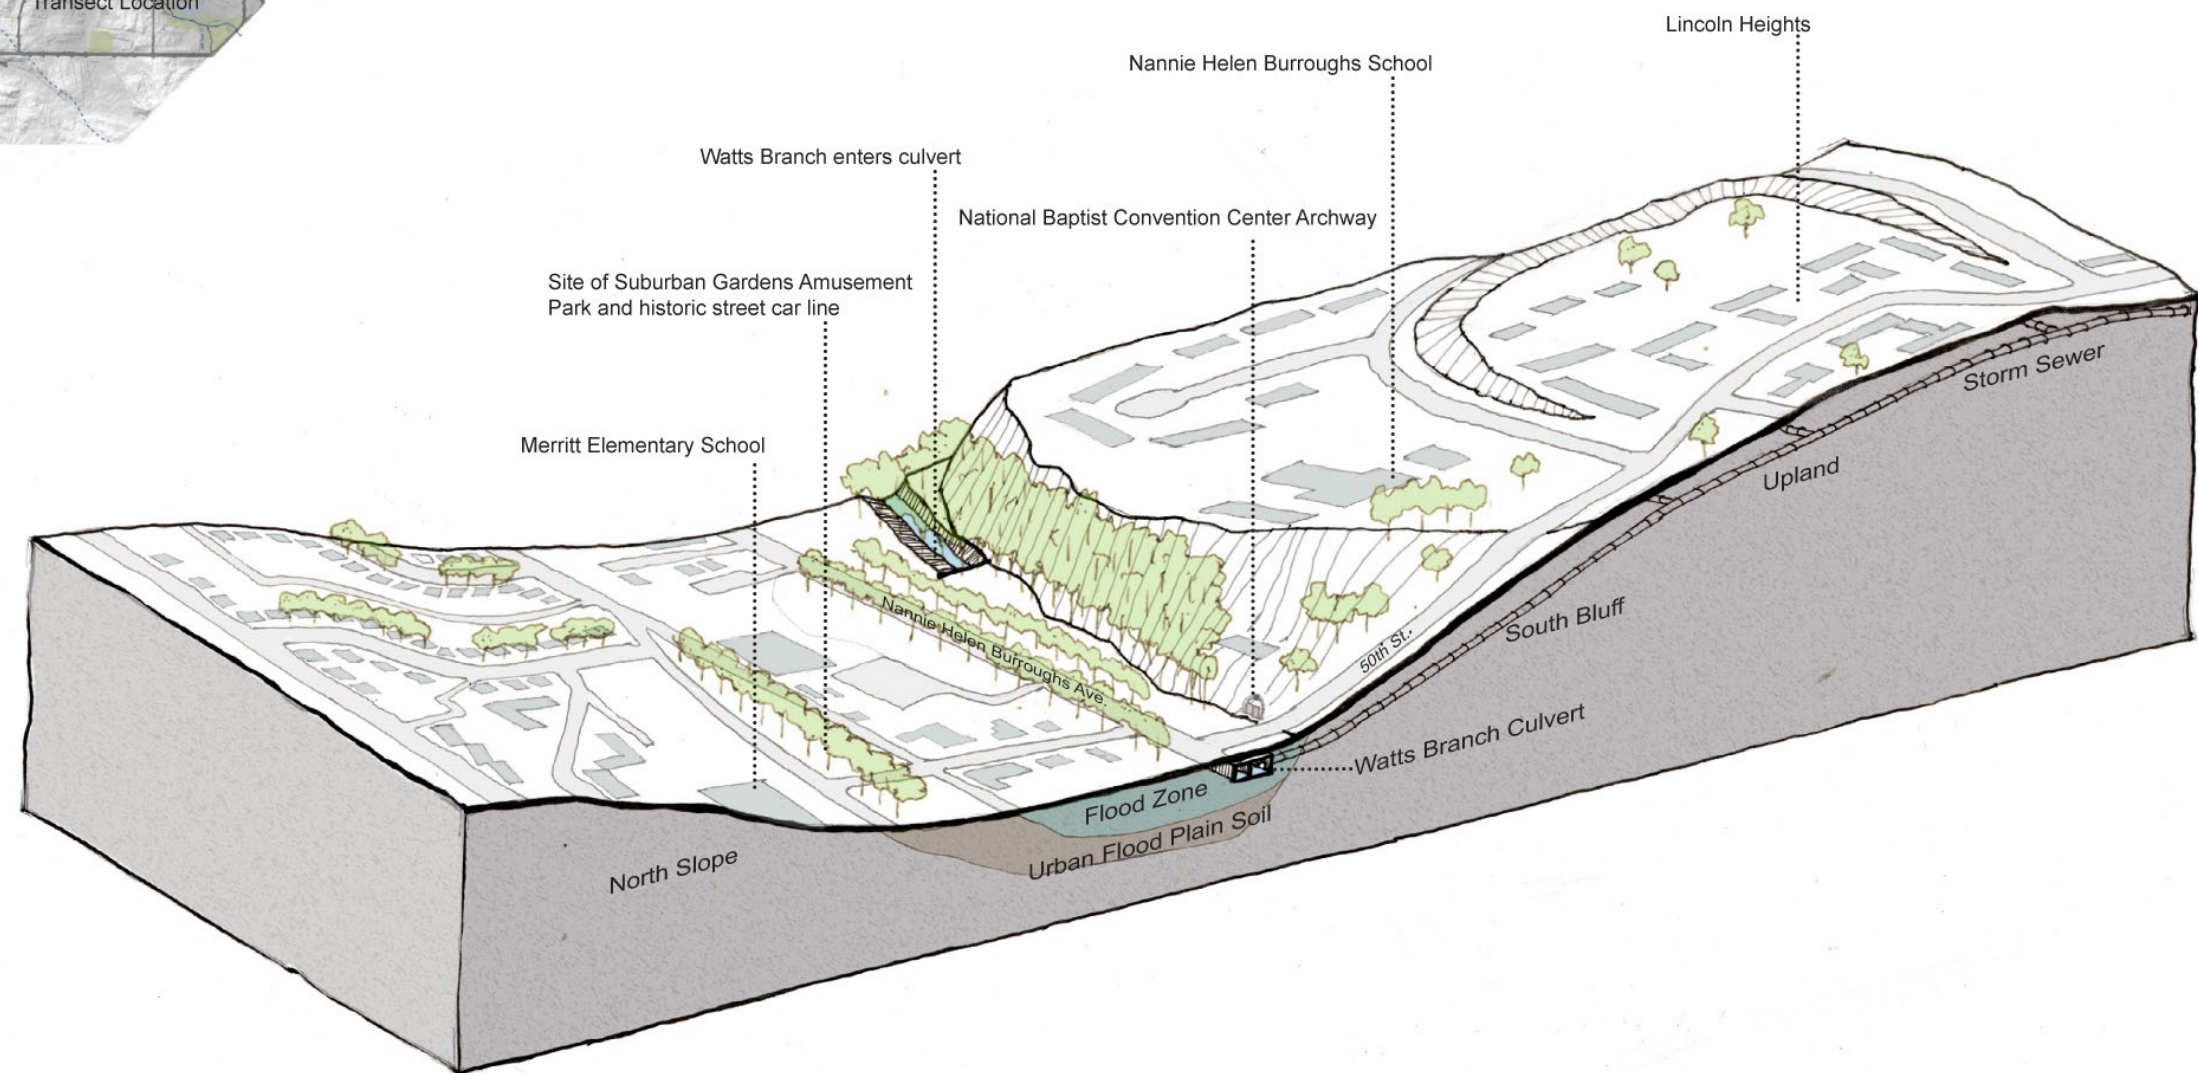 Transect Location
Lincoln Heights
Nannie Helen Burroughs School
Watts Branch enters culvert
National Baptist Convention Center Archway
Site of Suburban Gardens Amusement
Park and historic street car line
Merritt Elementary School
Storm Sewer
Upland
Nannie Helen Burroughs Ave.
50th St.
South Bluff
Watts Branch Culvert
Flood Zone
Urban Flood Plain Soil
North Slope